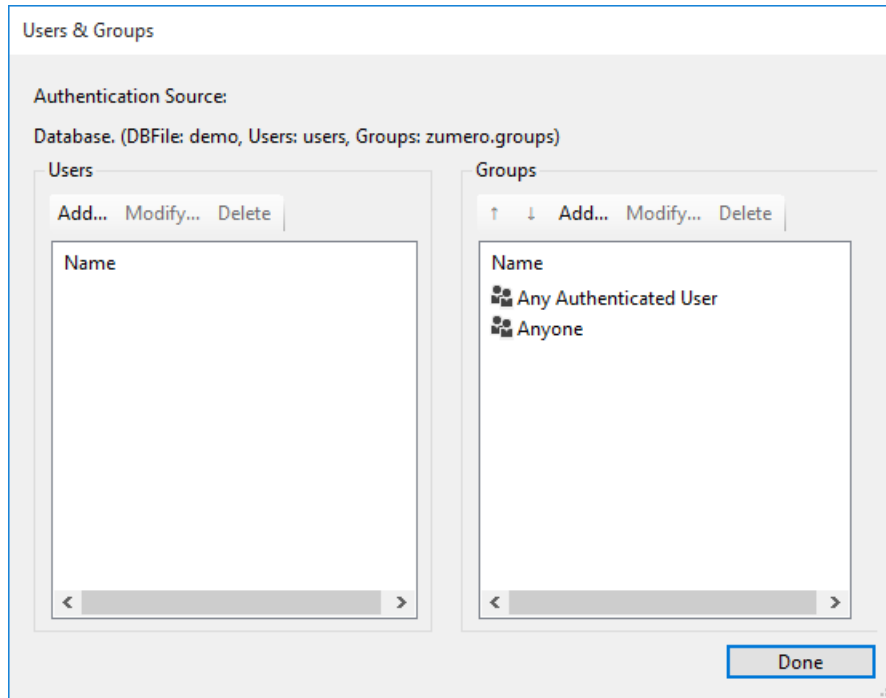 Users & Groups
Authentication Source:
Database. (DBFile: demo, Users: users, Groups: zumero.groups)
Users
Add... Modify... Delete
Name
Groups
↑ ↓ Add... Modify... Delete
Name
Any Authenticated User
Anyone
Done